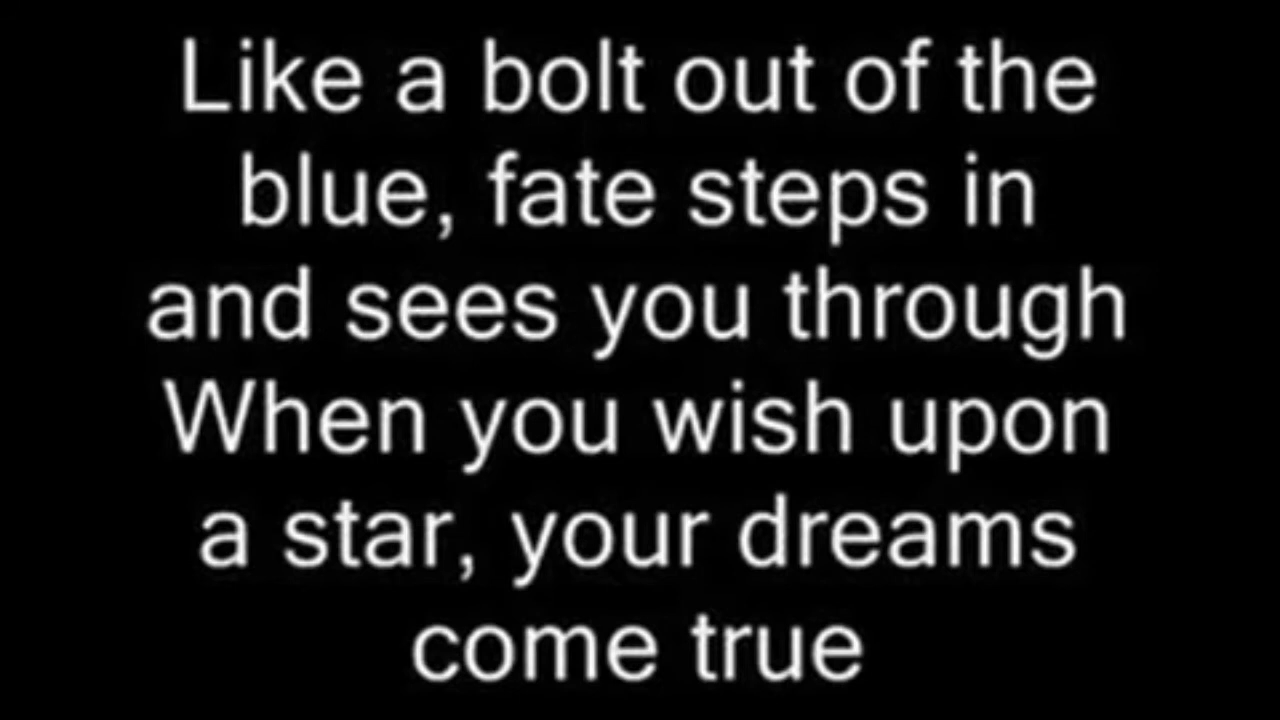 Like a bolt out of the
blue, fate steps in
and sees you through
When you wish upon
a star, your dreams
come true